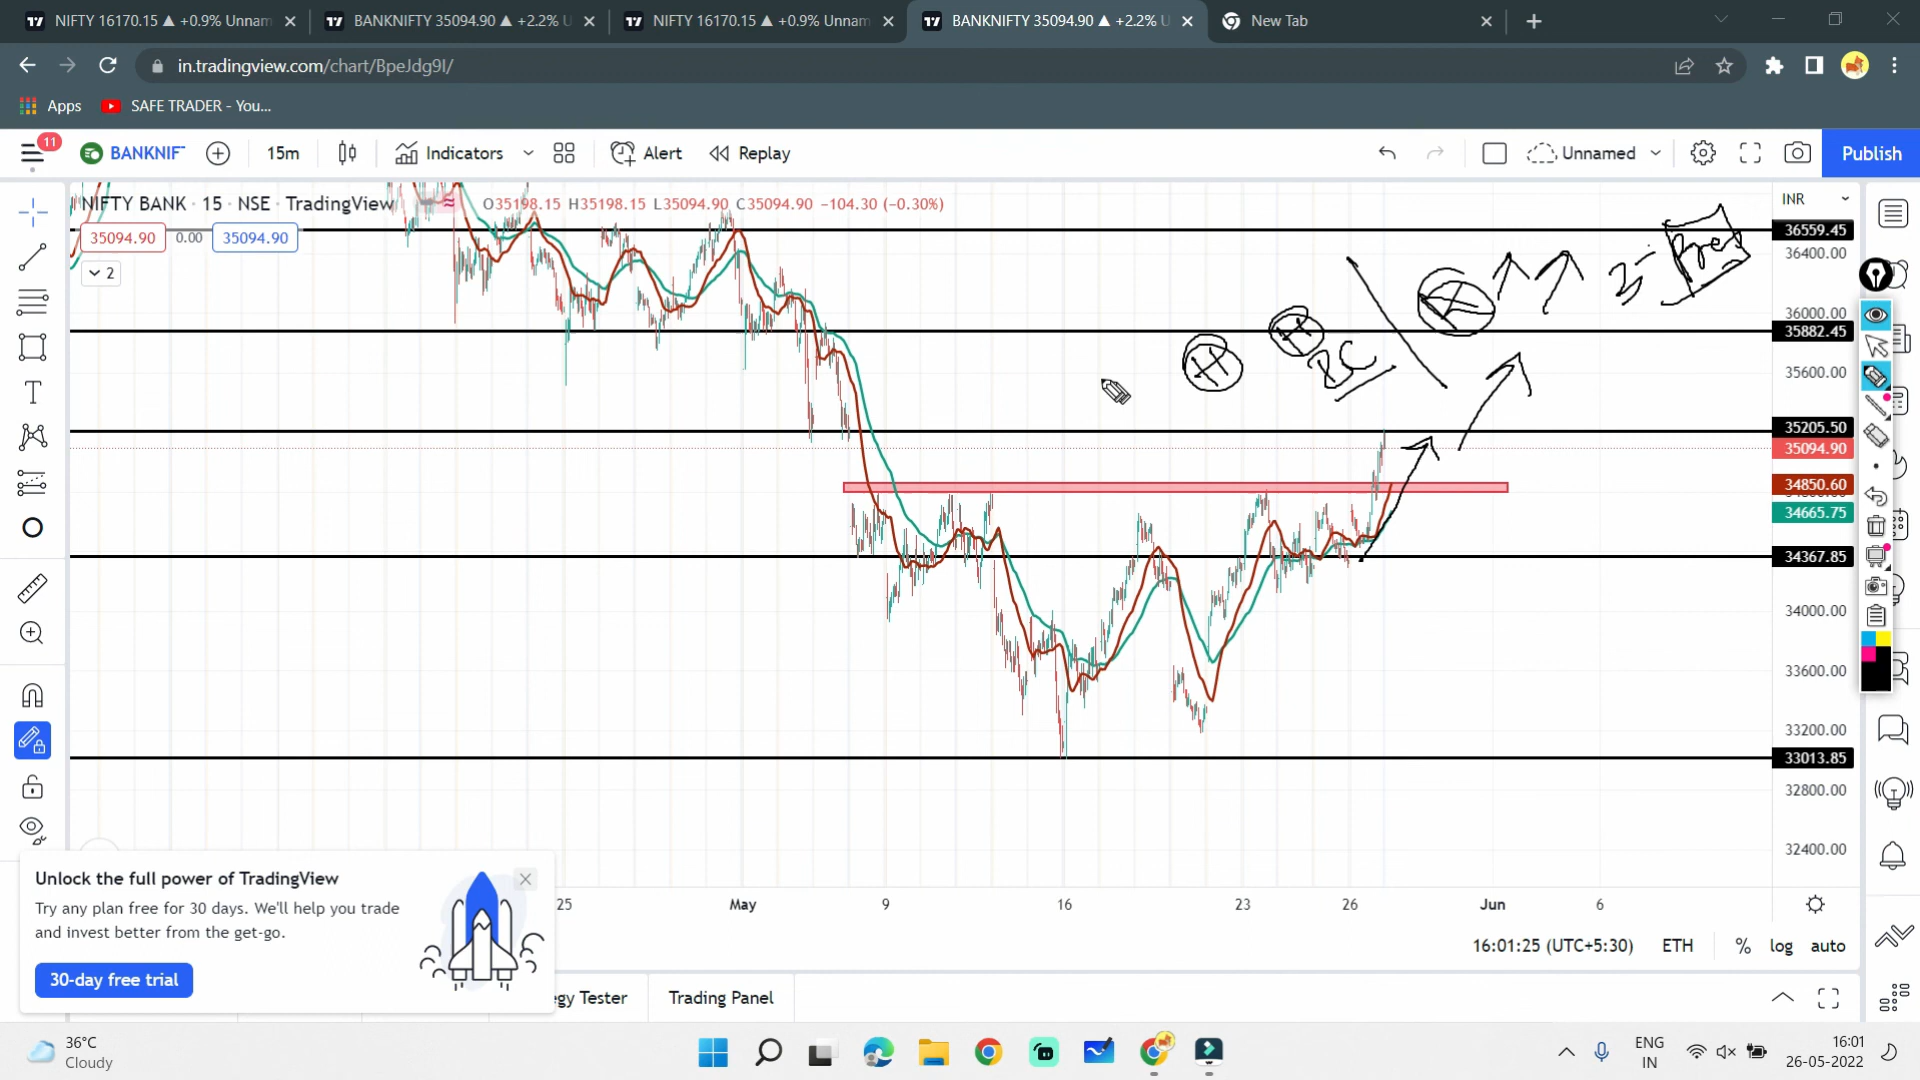 NIFTY 16170.15 ▲ +0.9% Unnam
BANKNIFTY 35094.90 ▲ +2.2% U
NIFTY 16170.15 ▲ +0.9% Unnam
BANKNIFTY 35094.90 ▲ +2.2% U
New Tab
in.tradingview.com/chart/BpeJdg9I/
Apps
SAFE TRADER - You...
11
BANKNIF
15m
Indicators
Alert
Replay
Unnamed
Publish
NIFTY BANK · 15 · NSE · TradingView
O35198.15 H35198.15 L35094.90 C35094.90 −104.30 (−0.30%)
INR
35094.90
0.00
35094.90
2
36559.45
36400.00
36000.00
35882.45
35600.00
35205.50
35094.90
34850.60
34665.75
34367.85
34000.00
33600.00
33200.00
33013.85
32800.00
32400.00
H
H
25
May
9
16
23
26
Jun
6
16:01:25 (UTC+5:30)
ETH
%
log
auto
Unlock the full power of TradingView
Try any plan free for 30 days. We'll help you trade
and invest better from the get-go.
30-day free trial
egy Tester
Trading Panel
36°C
Cloudy
ENG
IN
16:01
26-05-2022